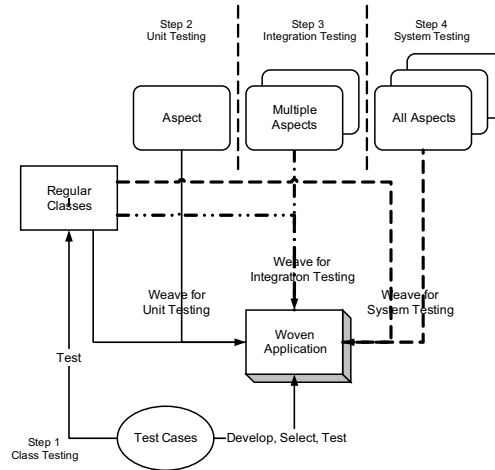 Step 2
Unit Testing
Step 3
Integration Testing
Step 4
System Testing
Aspect
Multiple
Aspects
All Aspects
Regular
Classes
Weave for
Unit Testing
Weave for
Integration Testing
Weave for
System Testing
Woven
Application
Test
Step 1
Class Testing
Test Cases
Develop, Select, Test